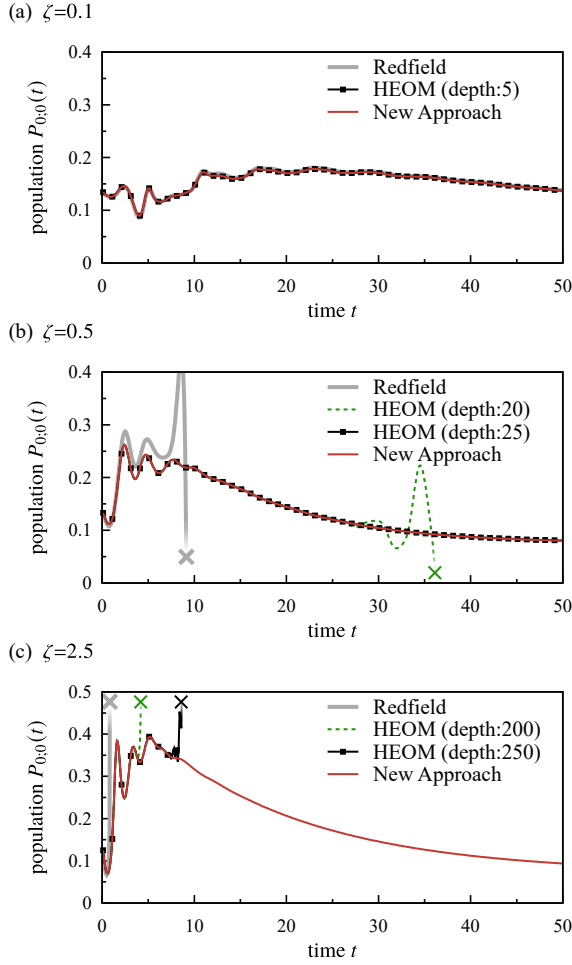 (a) ζ=0.1
0.4
0.3
0.2
0.1
0
population P0;0(t)
Redfield
HEOM (depth:5)
New Approach
0 10 20 30 40 50
time t
(b) ζ=0.5
0.4
0.3
0.2
0.1
0
population P0;0(t)
Redfield
HEOM (depth:20)
HEOM (depth:25)
New Approach
0 10 20 30 40 50
time t
(c) ζ=2.5
0.5
0.4
0.3
0.2
0.1
0
population P0;0(t)
Redfield
HEOM (depth:200)
HEOM (depth:250)
New Approach
0 10 20 30 40 50
time t